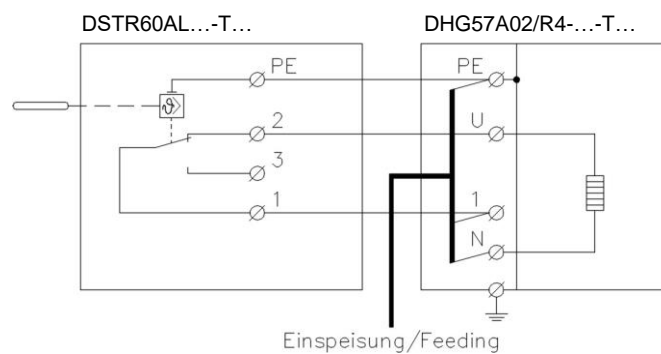 DSTR60AL...-T... DHG57A02/R4-...-T...
PE PE
2 U
3
1 1
N
Einspeisung/Feeding